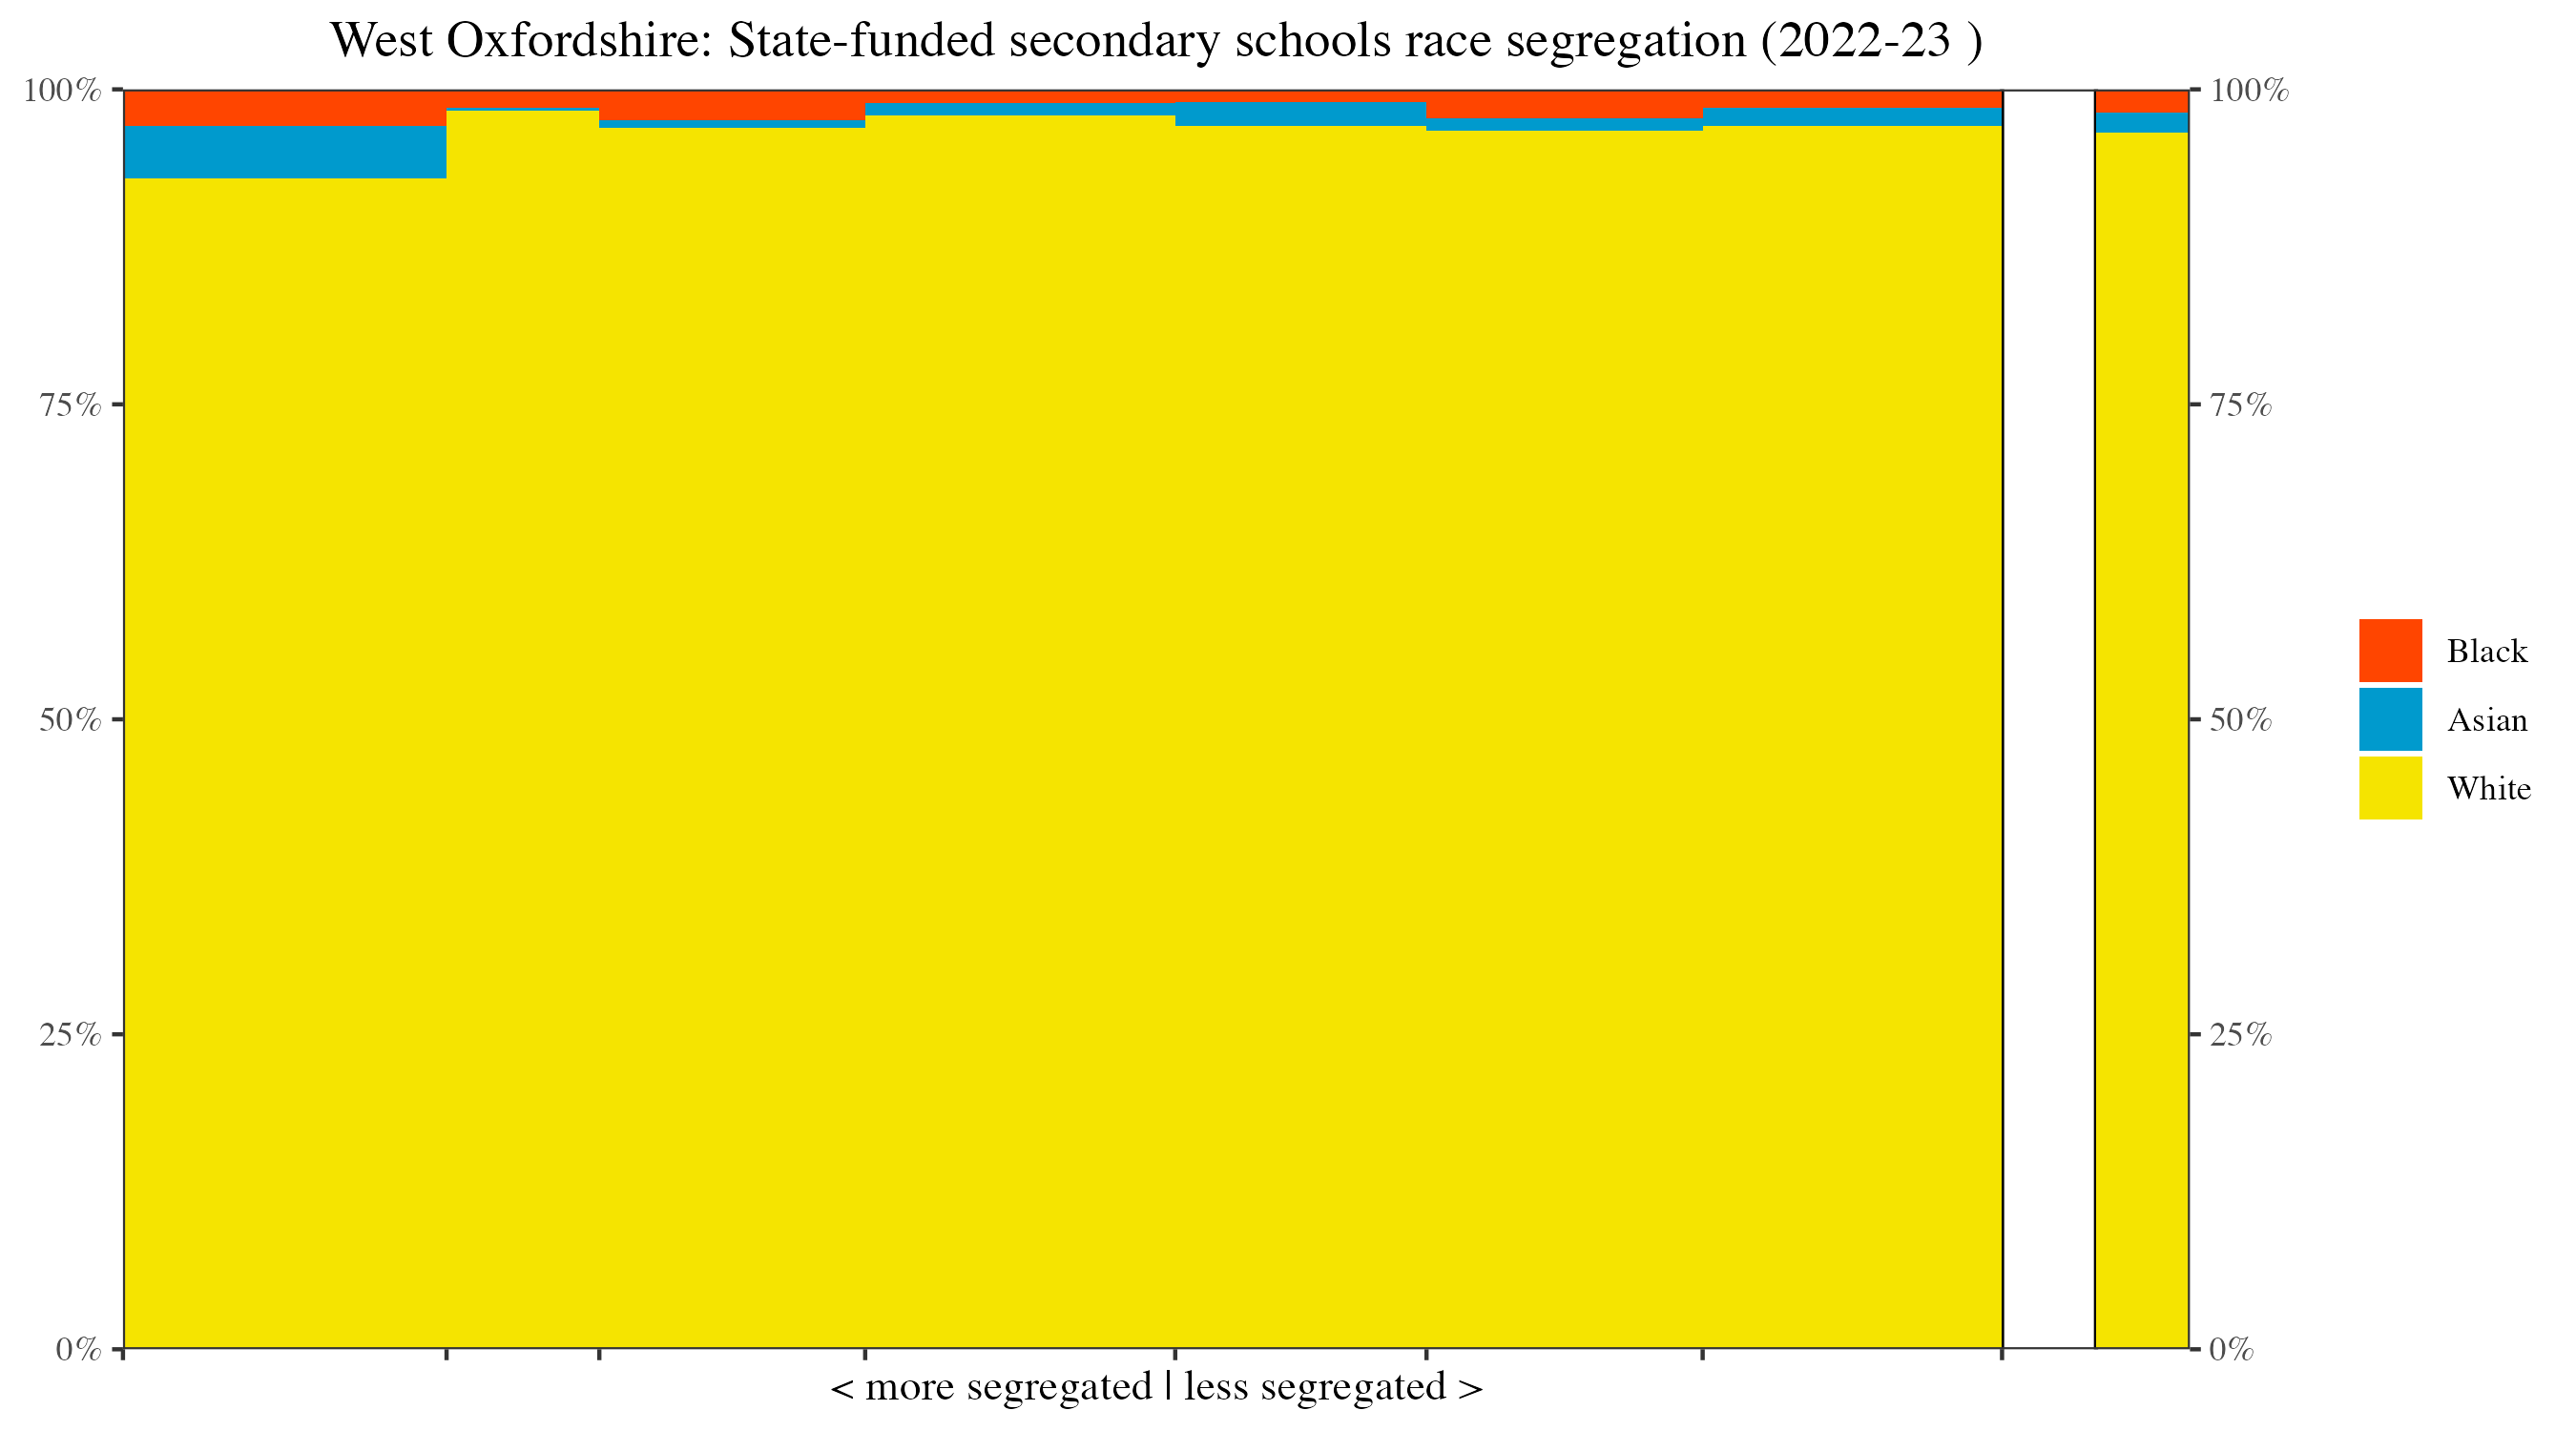 West Oxfordshire: State-funded secondary schools race segregation (2022-23 )
100%
75%
50%
25%
0%
100%
75%
50%
25%
0%
Black
Asian
White
< more segregated | less segregated >